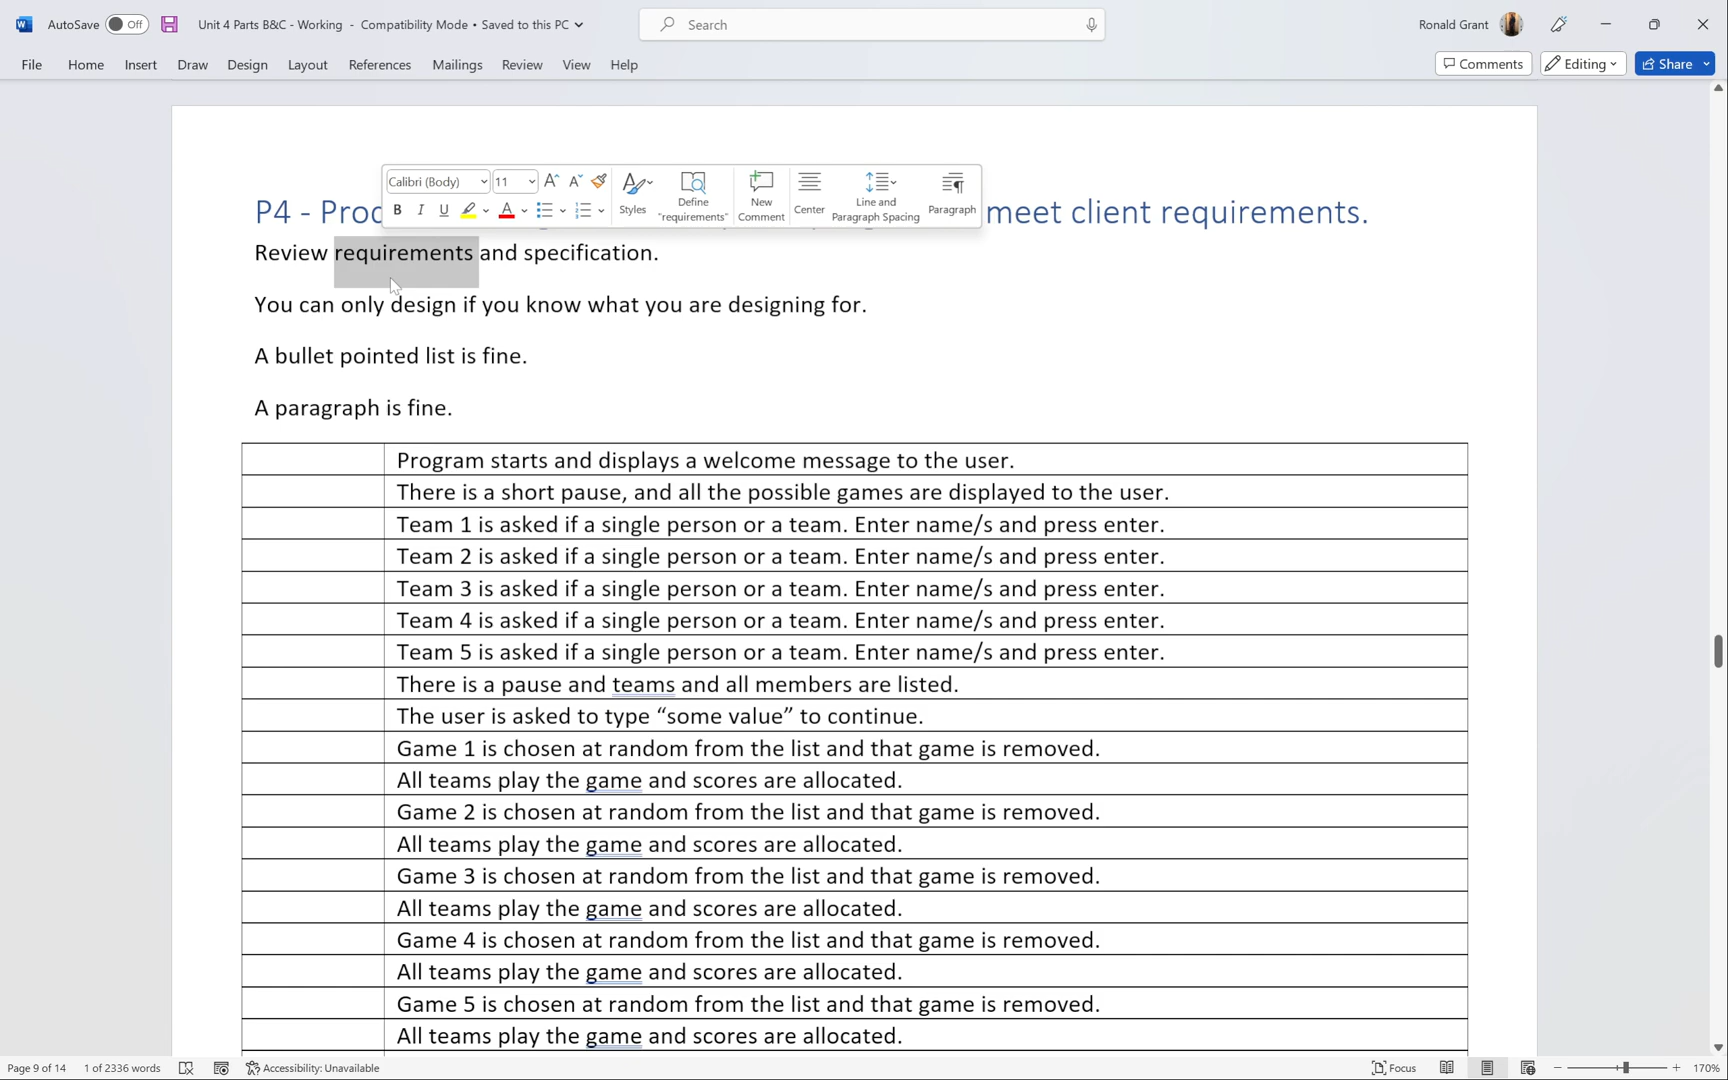 AutoSave Off Unit 4 Parts B&C - Working - Compatibility Mode • Saved to this PC Search Ronald Grant
File Home Insert Draw Design Layout References Mailings Review View Help Comments Editing Share
Calibri (Body) 11
B I U Styles Define "requirements" New Comment Center Line and Paragraph Spacing Paragraph
P4 - meet client requirements.
Review requirements and specification.
You can only design if you know what you are designing for.
A bullet pointed list is fine.
A paragraph is fine.
Program starts and displays a welcome message to the user.
There is a short pause, and all the possible games are displayed to the user.
Team 1 is asked if a single person or a team. Enter name/s and press enter.
Team 2 is asked if a single person or a team. Enter name/s and press enter.
Team 3 is asked if a single person or a team. Enter name/s and press enter.
Team 4 is asked if a single person or a team. Enter name/s and press enter.
Team 5 is asked if a single person or a team. Enter name/s and press enter.
There is a pause and teams and all members are listed.
The user is asked to type “some value” to continue.
Game 1 is chosen at random from the list and that game is removed.
All teams play the game and scores are allocated.
Game 2 is chosen at random from the list and that game is removed.
All teams play the game and scores are allocated.
Game 3 is chosen at random from the list and that game is removed.
All teams play the game and scores are allocated.
Game 4 is chosen at random from the list and that game is removed.
All teams play the game and scores are allocated.
Game 5 is chosen at random from the list and that game is removed.
All teams play the game and scores are allocated.
Page 9 of 14 1 of 2336 words Accessibility: Unavailable Focus 170%